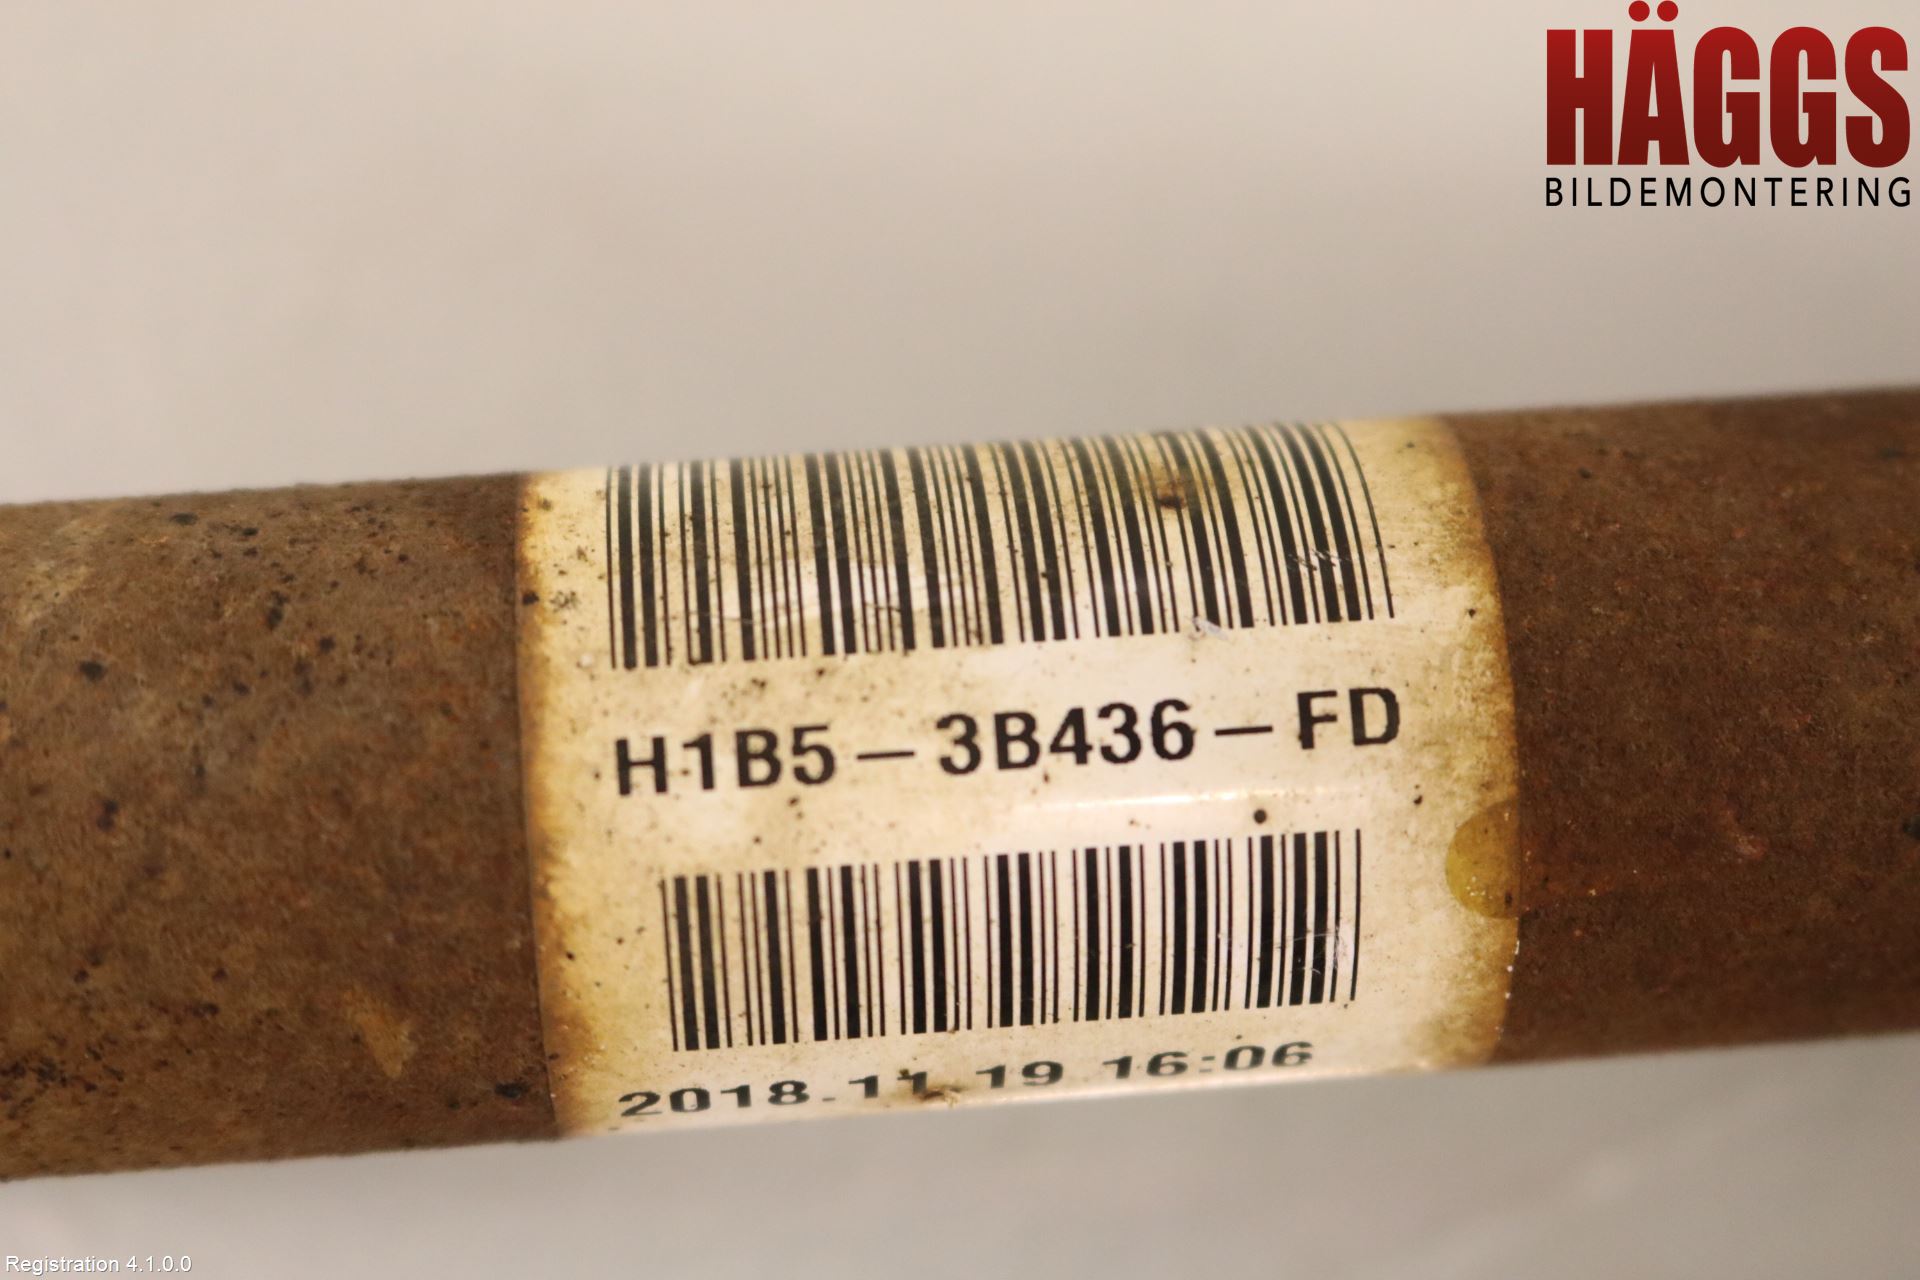 HÄGGS
BILDEMONTERING
H1B5-3B436-FD
2018.11.19 16:06
Registration 4.1.0.0